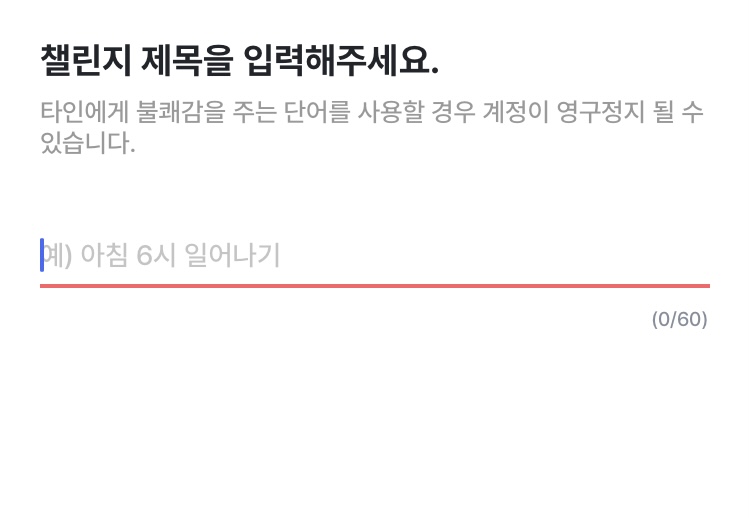 챌린지 제목을 입력해주세요.
타인에게 불쾌감을 주는 단어를 사용할 경우 계정이 영구정지 될 수
있습니다.
예) 아침 6시 일어나기
(0/60)